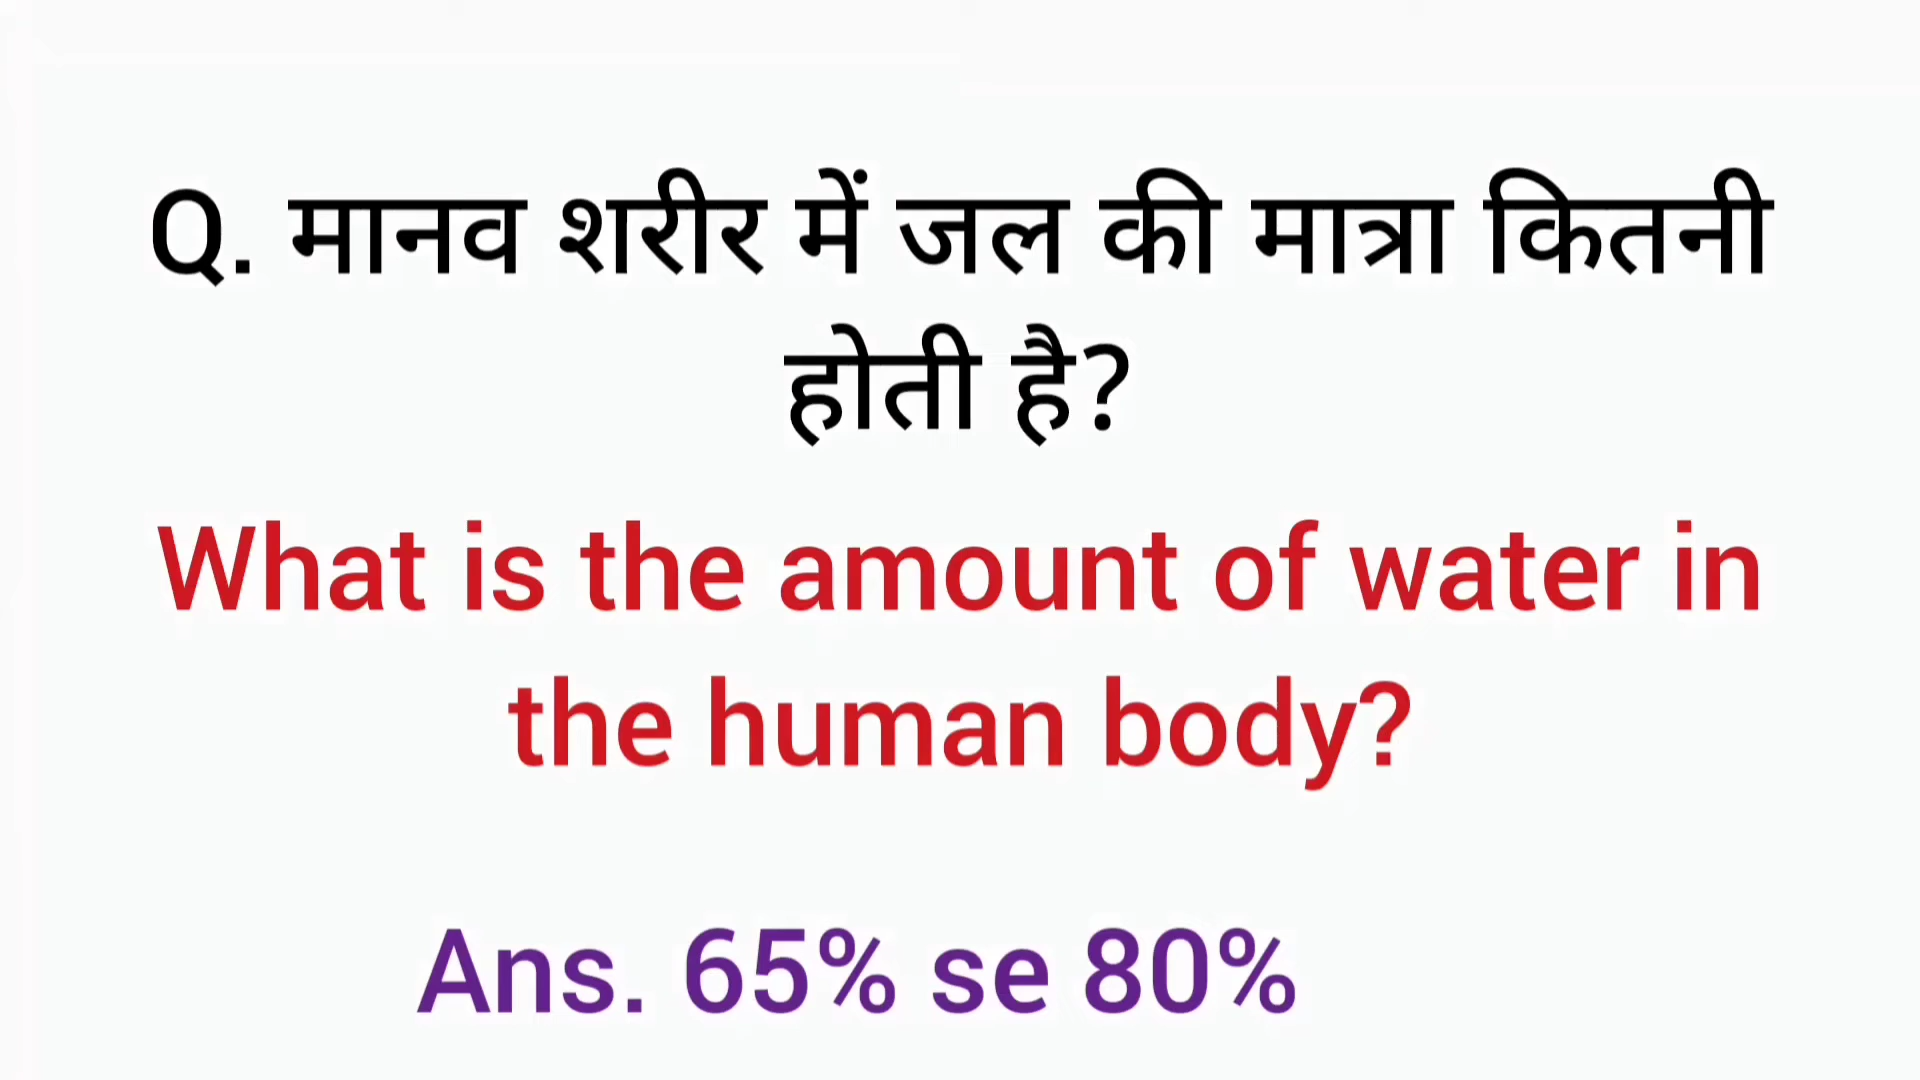 Q. मानव शरीर में जल की मात्रा कितनी
होती है?
What is the amount of water in
the human body?
Ans. 65% se 80%